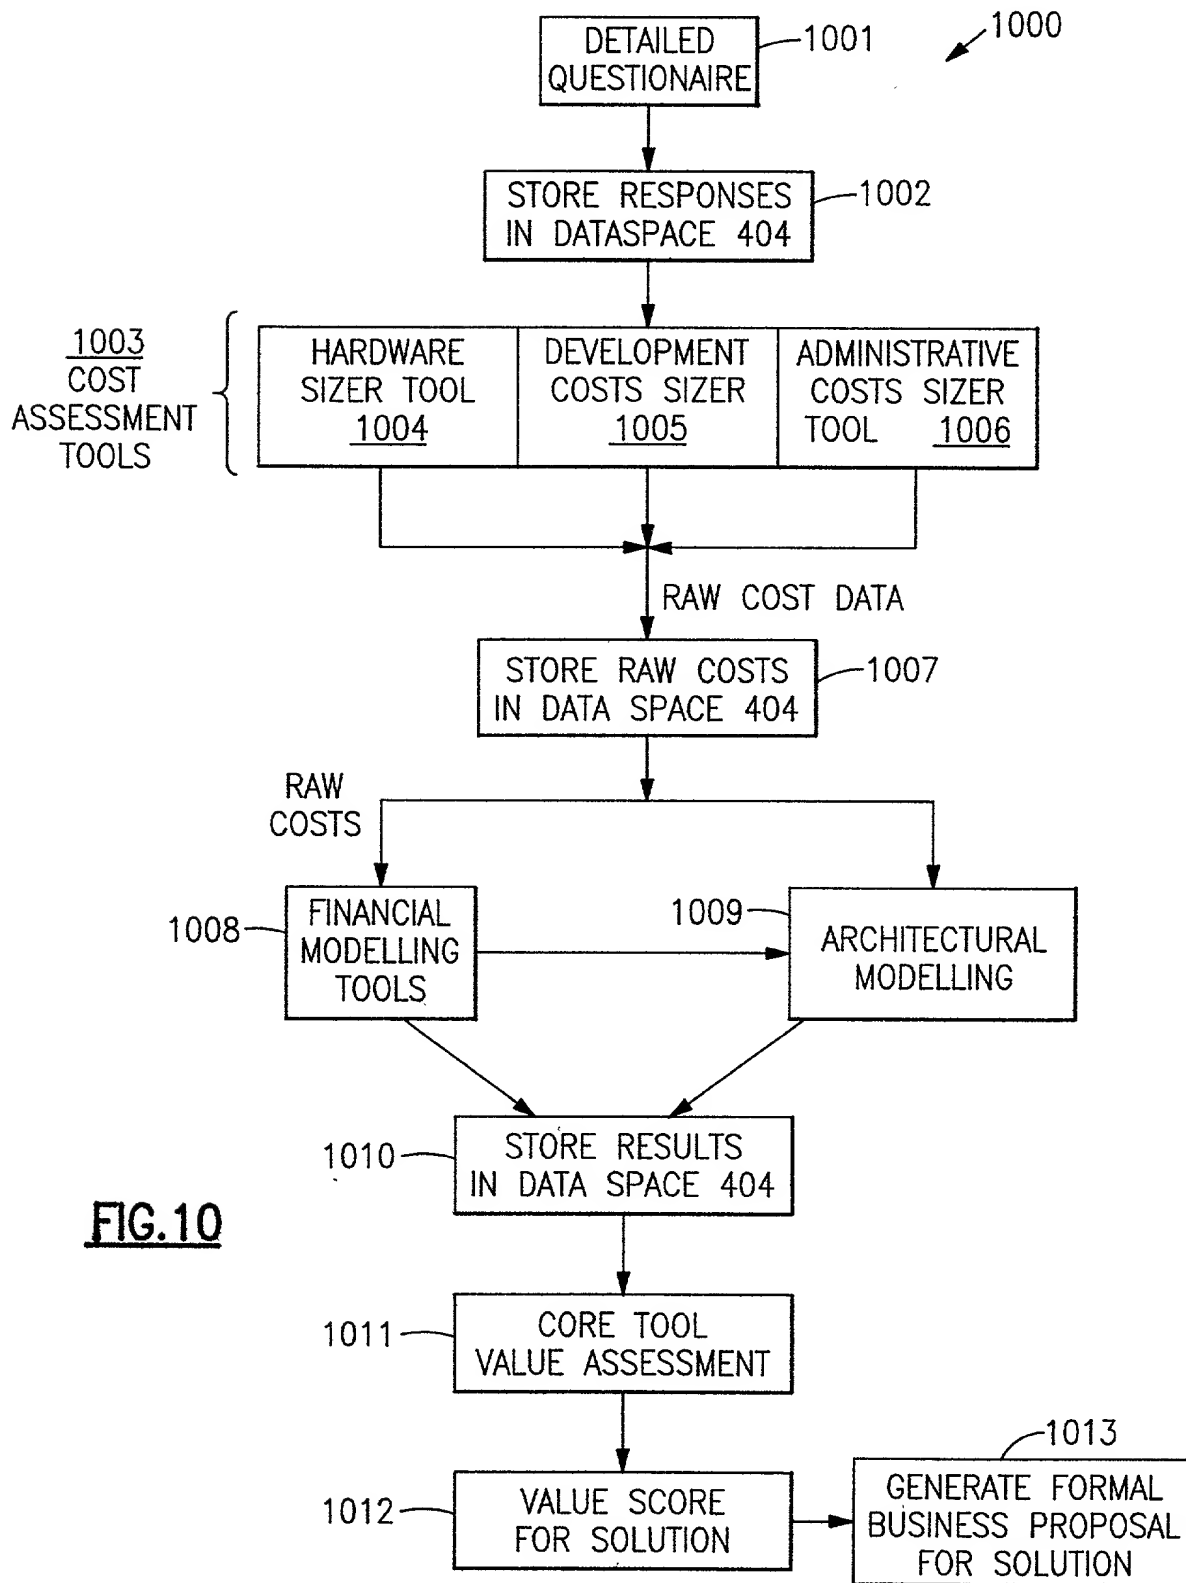 DETAILED
QUESTIONAIRE
1001
1000
STORE RESPONSES
IN DATASPACE 404
1002
1003
COST
ASSESSMENT
TOOLS
HARDWARE
SIZER TOOL
1004
DEVELOPMENT
COSTS SIZER
1005
ADMINISTRATIVE
COSTS SIZER
TOOL 1006
RAW COST DATA
STORE RAW COSTS
IN DATA SPACE 404
1007
RAW
COSTS
1008
FINANCIAL
MODELLING
TOOLS
1009
ARCHITECTURAL
MODELLING
1010
STORE RESULTS
IN DATA SPACE 404
FIG.10
1011
CORE TOOL
VALUE ASSESSMENT
1012
VALUE SCORE
FOR SOLUTION
1013
GENERATE FORMAL
BUSINESS PROPOSAL
FOR SOLUTION